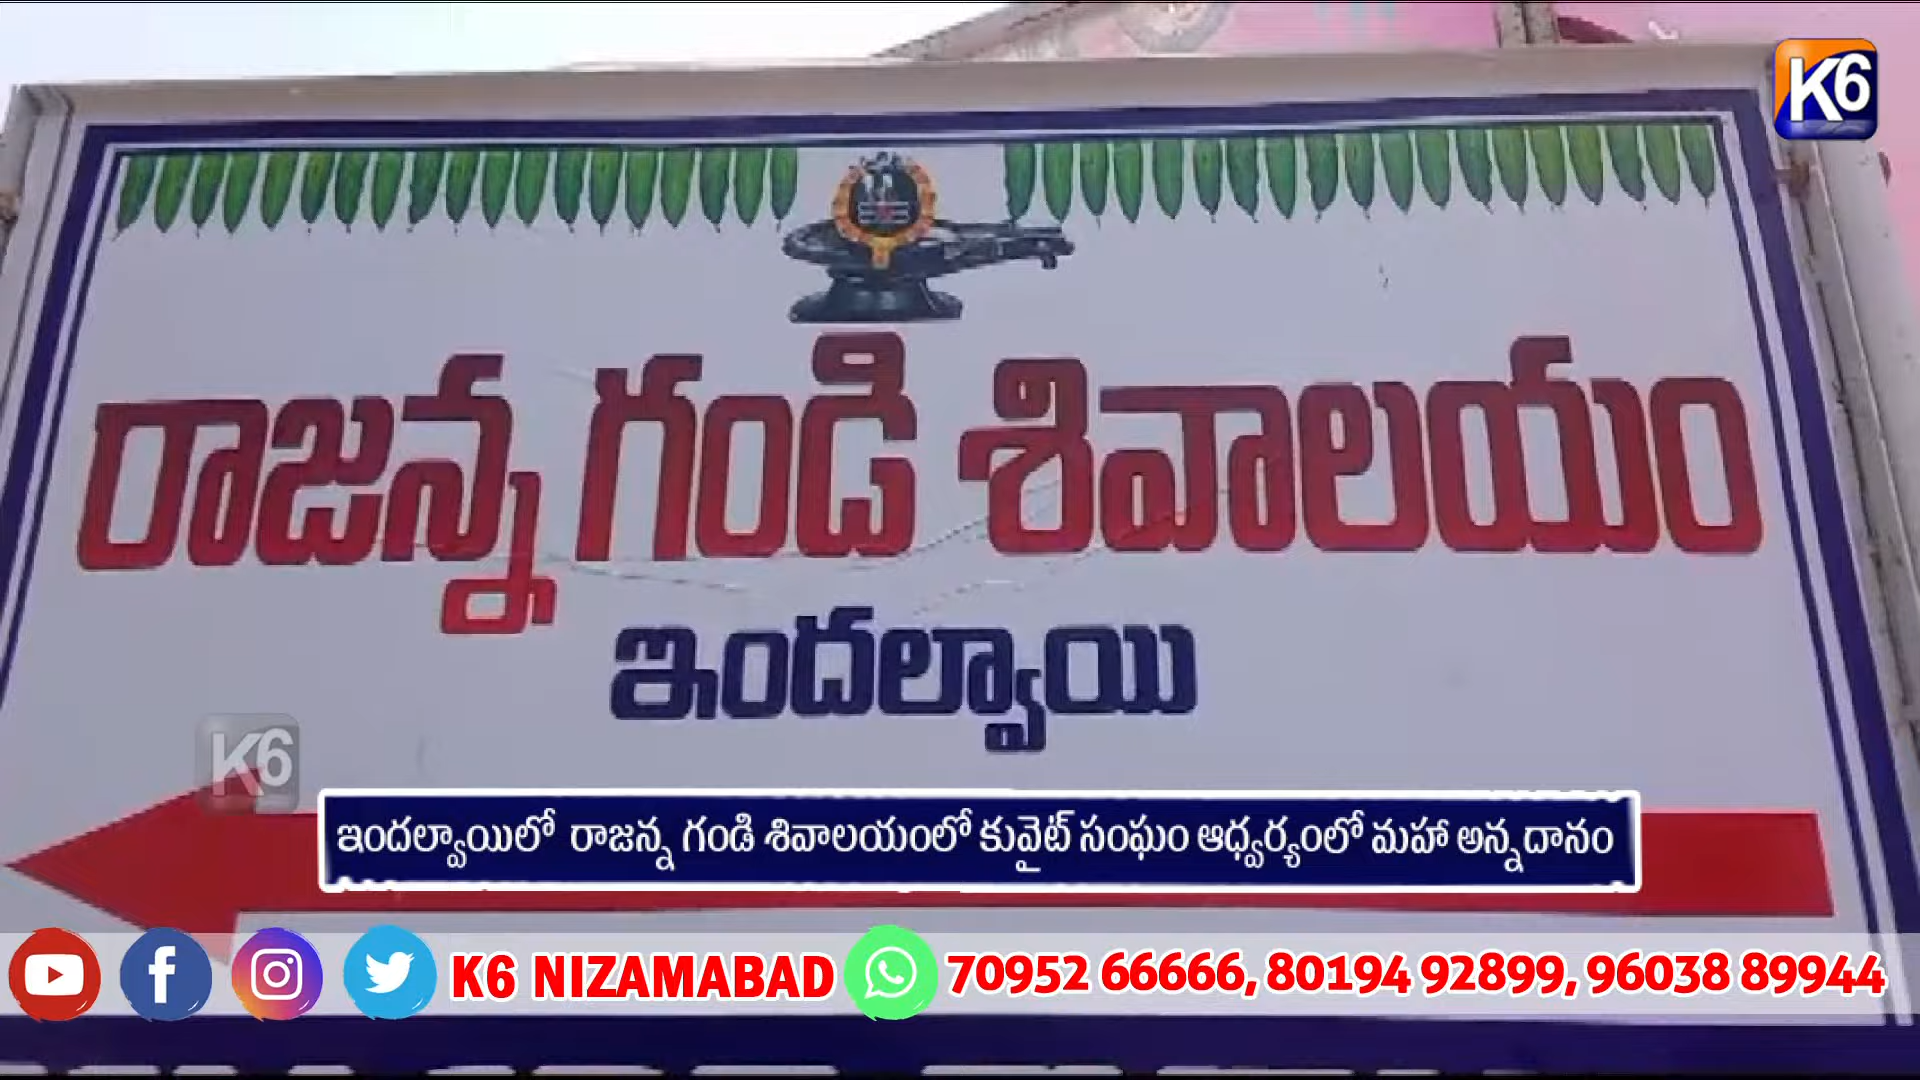 K6
రాజన్న గండి శివాలయం
ఇందల్వాయి
K6
ఇందల్వాయిలో రాజన్న గండి శివాలయంలో కువైట్ సంఘం ఆధ్వర్యంలో మహా అన్నదానం
K6 NIZAMABAD 70952 66666, 80194 92899, 96038 89944